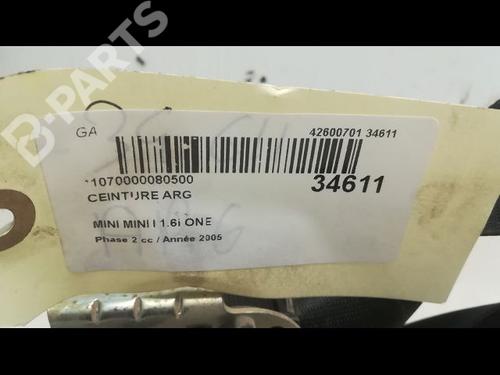 B-PARTS
GA
42600701 34611
*1070000080500
34611
CEINTURE ARG
MINI MINI I 1.6i ONE
Phase 2 cc / Année 2005